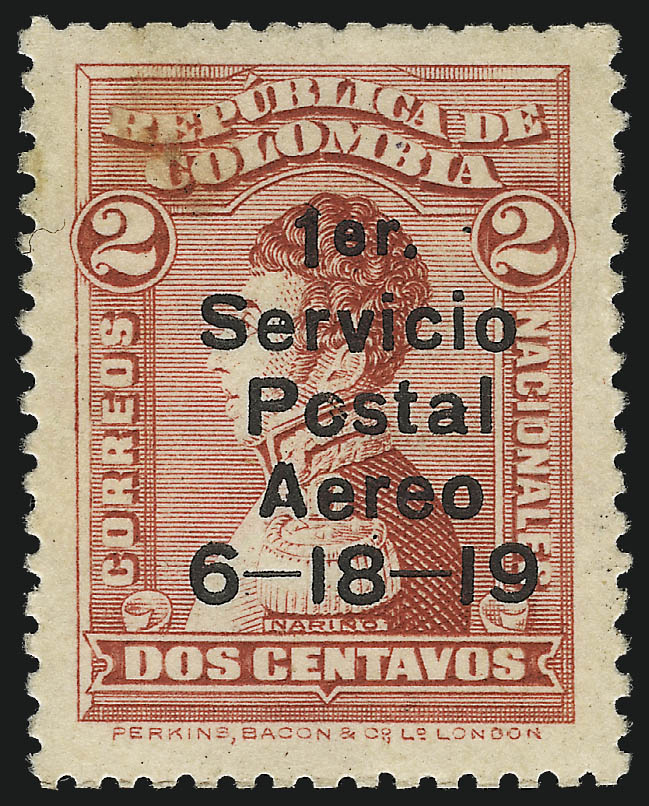 REPÚBLICA DE
COLOMBIA
2 2
CORREOS
NACIONALES
1er.
Servicio
Postal
Aereo
6–18–19
NARIÑO
DOS CENTAVOS
PERKINS, BACON & Co. Ld. LONDON